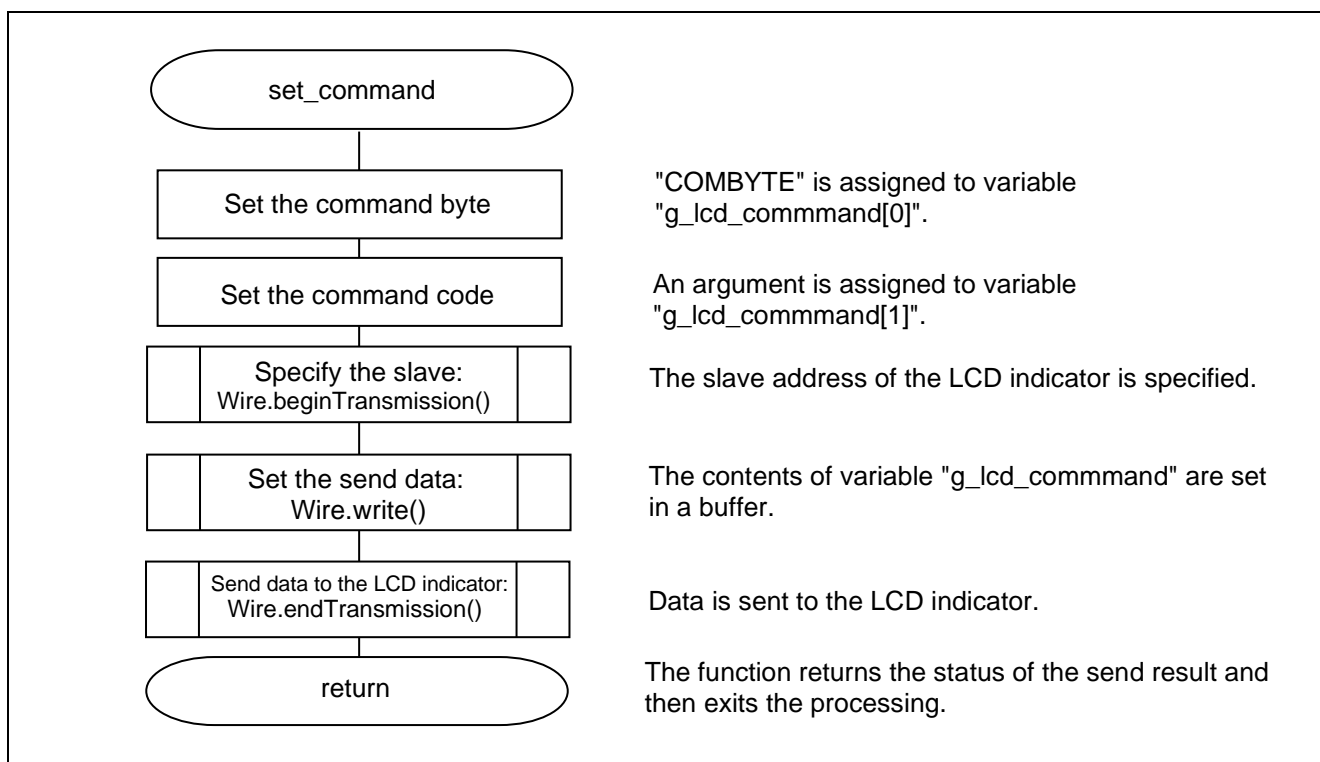 set_command
Set the command byte
"COMBYTE" is assigned to variable
"g_lcd_commmand[0]".
Set the command code
An argument is assigned to variable
"g_lcd_commmand[1]".
Specify the slave:
Wire.beginTransmission()
The slave address of the LCD indicator is specified.
Set the send data:
Wire.write()
The contents of variable "g_lcd_commmand" are set
in a buffer.
Send data to the LCD indicator:
Wire.endTransmission()
Data is sent to the LCD indicator.
return
The function returns the status of the send result and
then exits the processing.